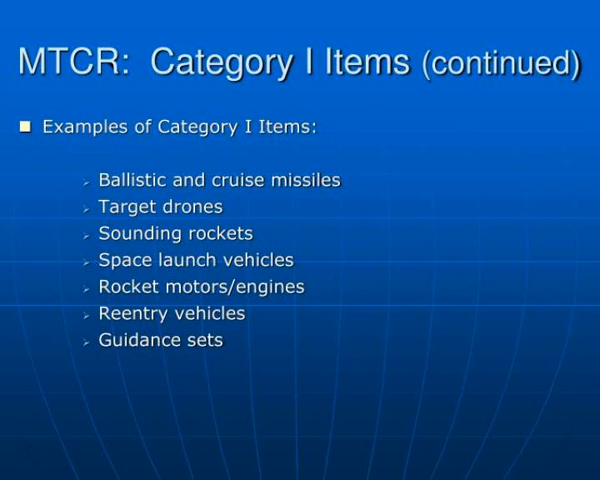 MTCR: Category I Items (continued)
Examples of Category I Items:
Ballistic and cruise missiles
Target drones
Sounding rockets
Space launch vehicles
Rocket motors/engines
Reentry vehicles
Guidance sets